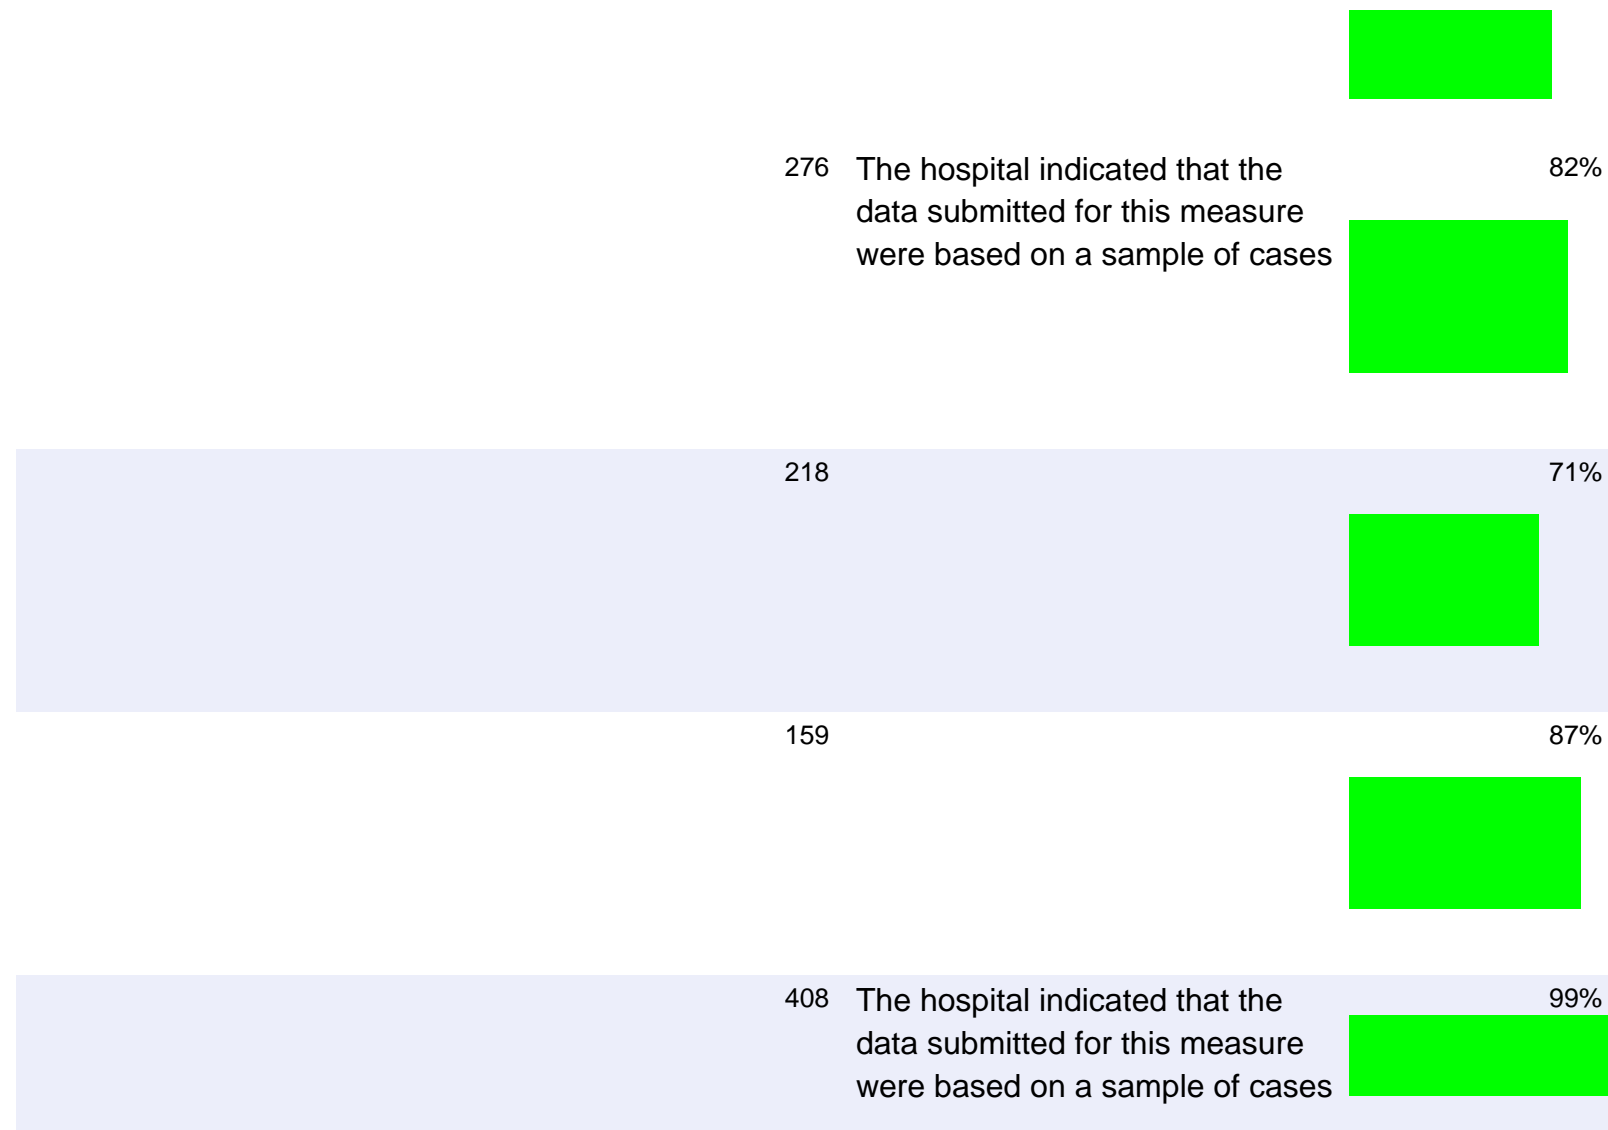 276 The hospital indicated that the 82%
data submitted for this measure
were based on a sample of cases
218 71%
159 87%
408 The hospital indicated that the 99%
data submitted for this measure
were based on a sample of cases